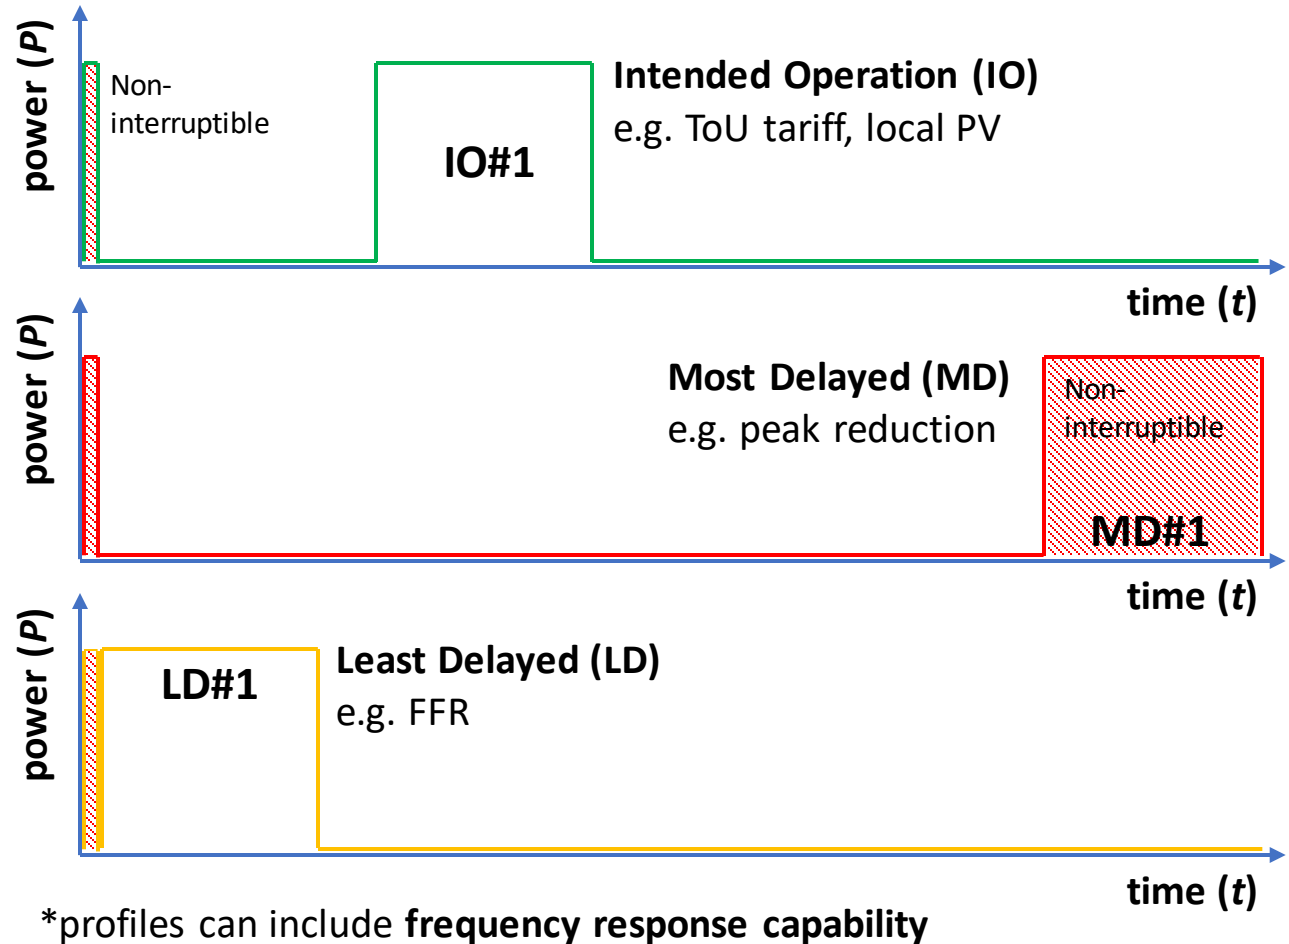 power (P)
Non-
interruptible
IO#1
Intended Operation (IO)
e.g. ToU tariff, local PV
time (t)
power (P)
Most Delayed (MD)
e.g. peak reduction
Non-
interruptible
MD#1
time (t)
power (P)
LD#1
Least Delayed (LD)
e.g. FFR
time (t)
*profiles can include frequency response capability